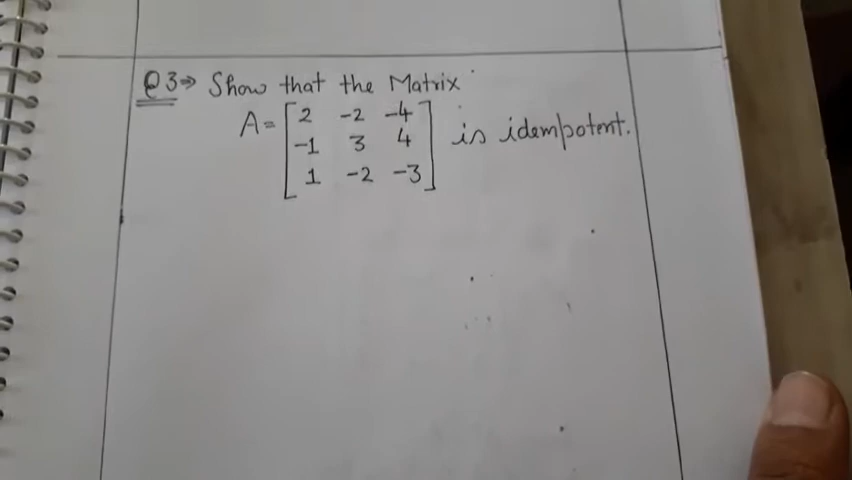 Q3⇒ Show that the Matrix
A= [ 2 -2 -4
-1 3 4
1 -2 -3 ] is idempotent.